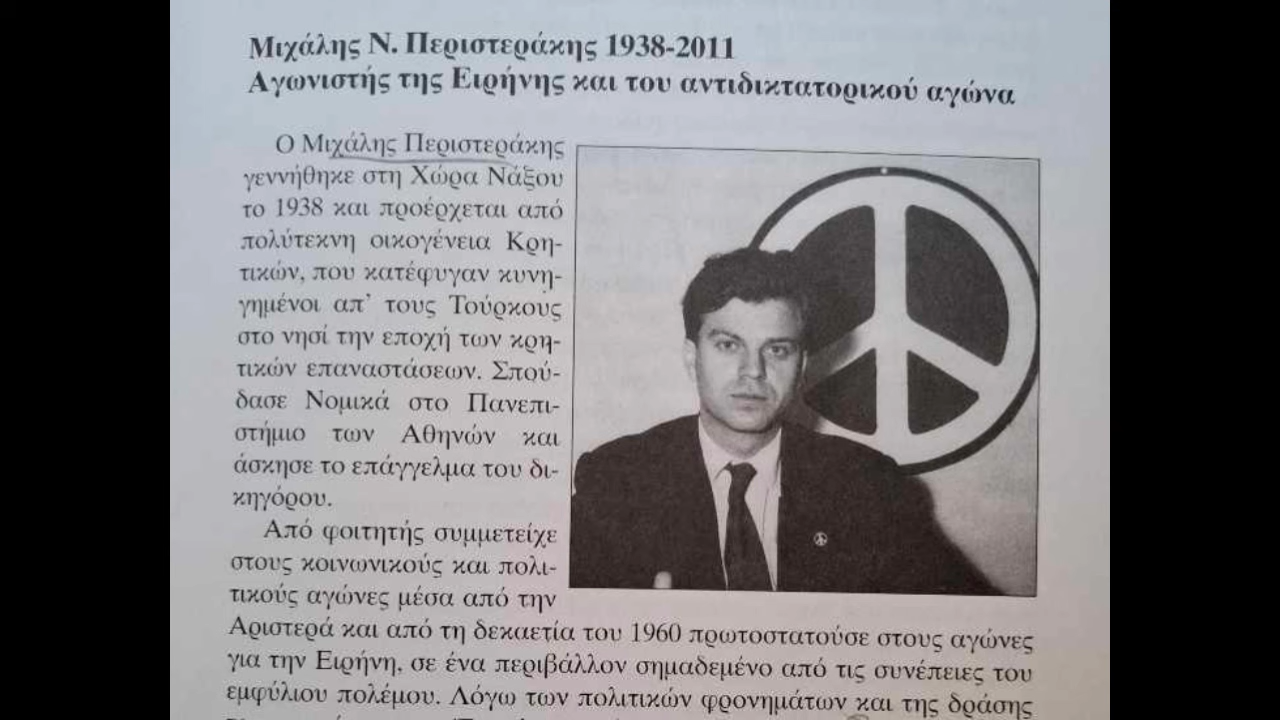 Μιχάλης Ν. Περιστεράκης 1938-2011
Αγωνιστής της Ειρήνης και του αντιδικτατορικού αγώνα
Ο Μιχάλης Περιστεράκης
γεννήθηκε στη Χώρα Νάξου
το 1938 και προέρχεται από
πολύτεκνη οικογένεια Κρη-
τικών, που κατέφυγαν κυνη-
γημένοι απ' τους Τούρκους
στο νησί την εποχή των κρη-
τικών επαναστάσεων. Σπού-
δασε Νομικά στο Πανεπι-
στήμιο των Αθηνών και
άσκησε το επάγγελμα του δι-
κηγόρου.
Από φοιτητής συμμετείχε
στους κοινωνικούς και πολι-
τικούς αγώνες μέσα από την
Αριστερά και από τη δεκαετία του 1960 πρωτοστατούσε στους αγώνες
για την Ειρήνη, σε ένα περιβάλλον σημαδεμένο από τις συνέπειες του
εμφύλιου πολέμου. Λόγω των πολιτικών φρονημάτων και της δράσης